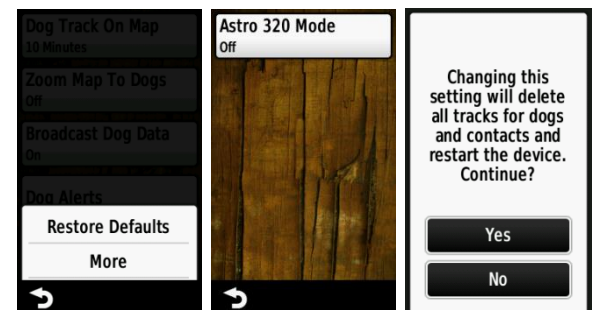 Dog Track On Map
10 Minutes
Zoom Map To Dogs
Off
Broadcast Dog Data
On
Dog Alerts
Restore Defaults
More
Astro 320 Mode
Off
Changing this
setting will delete
all tracks for dogs
and contacts and
restart the device.
Continue?
Yes
No